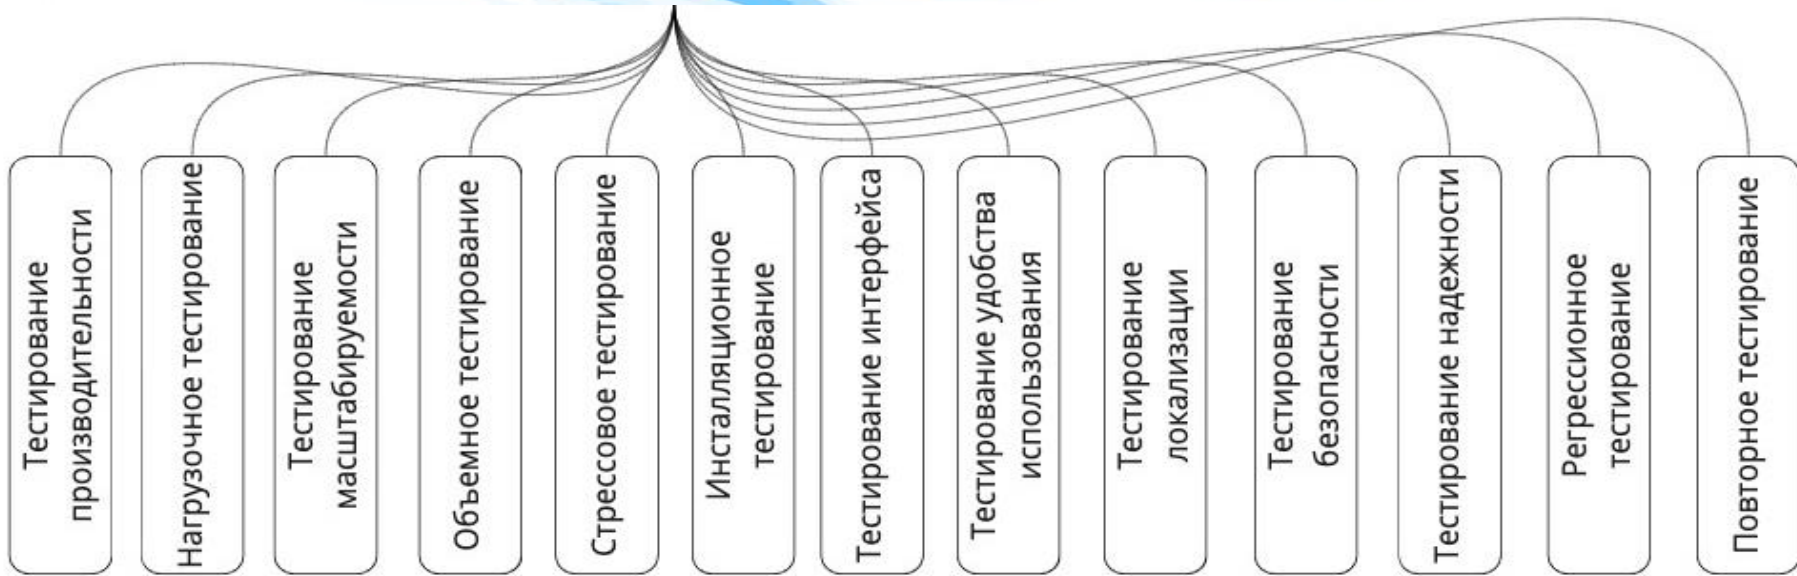 Тестирование
производительности
Нагрузочное тестирование
Тестирование
масштабируемости
Объемное тестирование
Стрессовое тестирование
Инсталляционное
тестирование
Тестирование интерфейса
Тестирование удобства
использования
Тестирование
локализации
Тестирование
безопасности
Тестирование надежности
Регрессионное
тестирование
Повторное тестирование